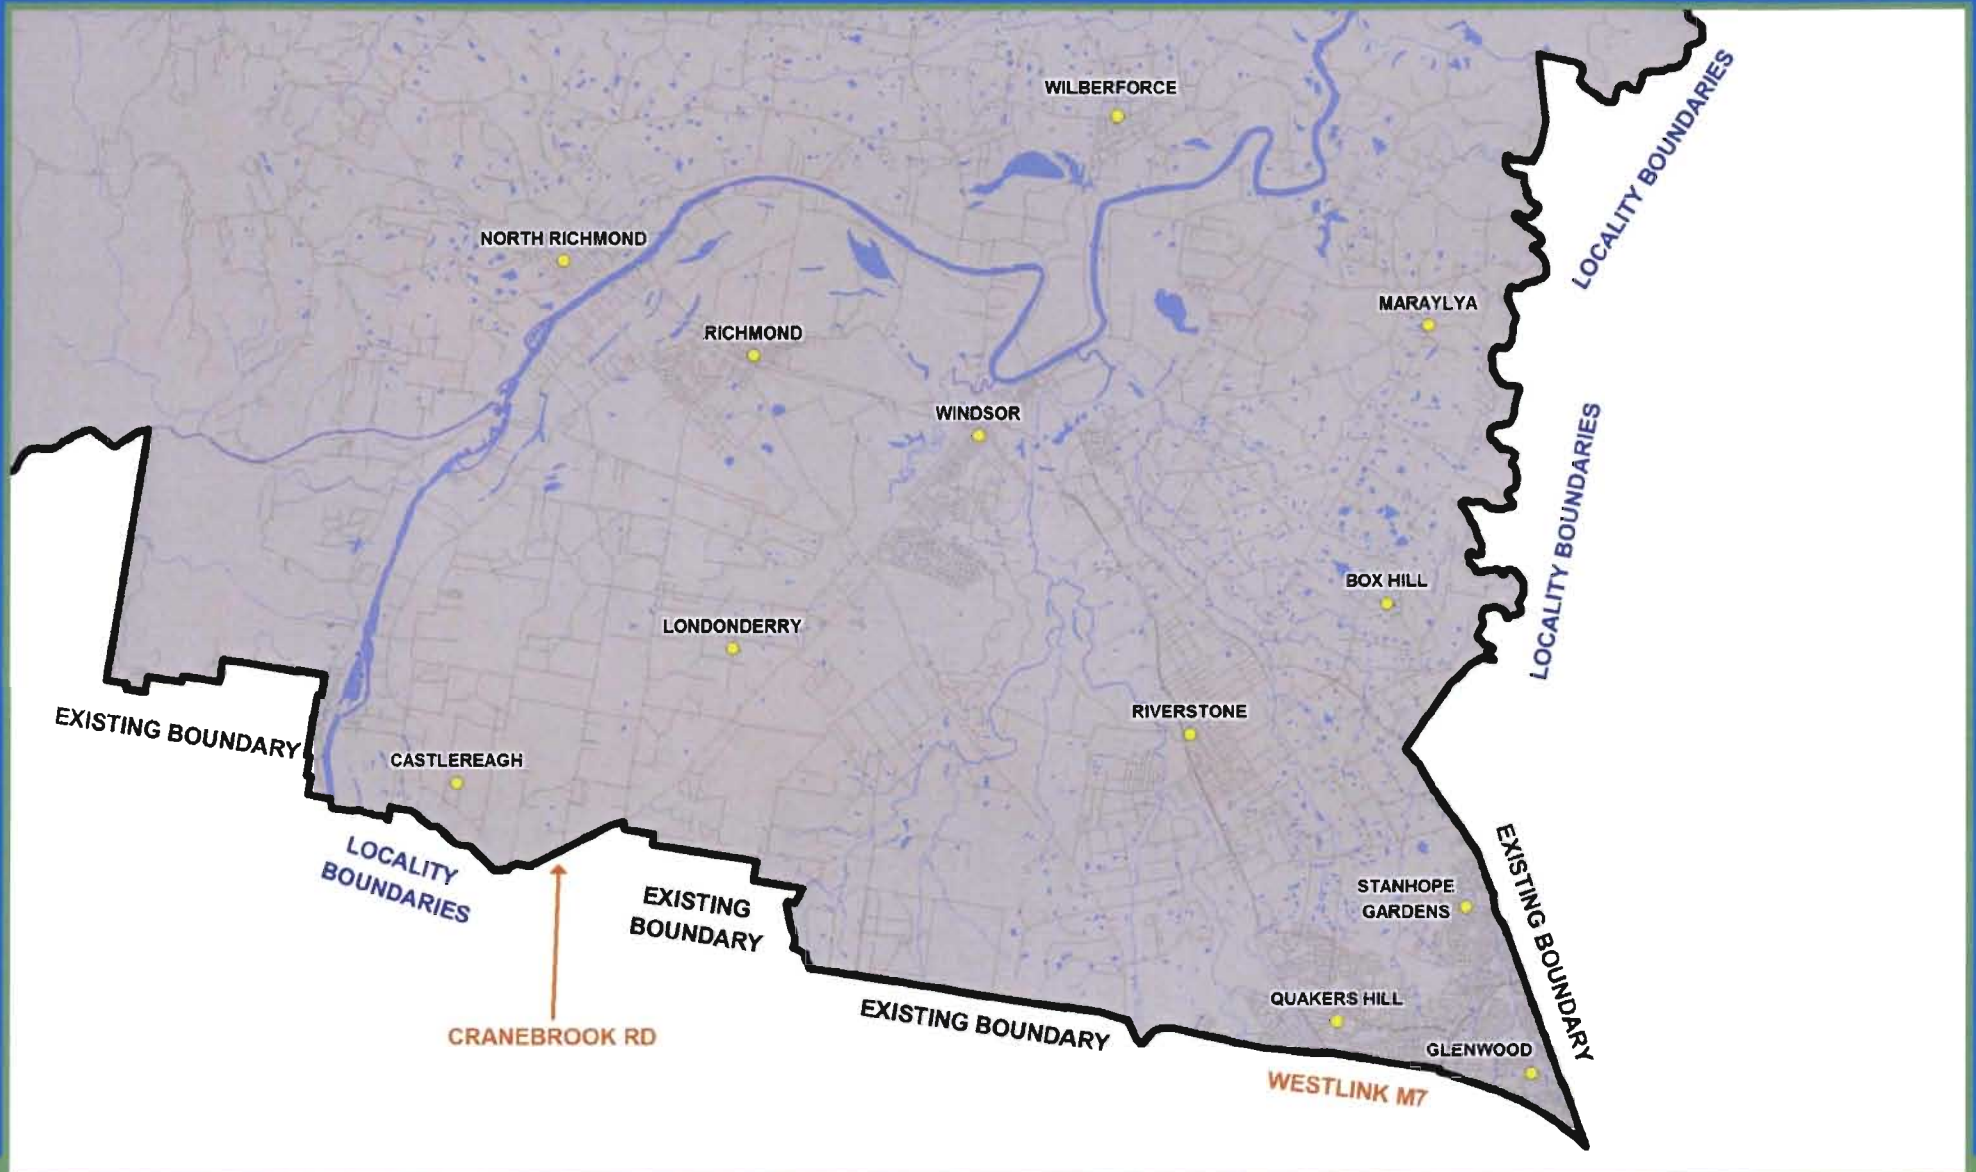 WILBERFORCE
LOCALITY BOUNDARIES
NORTH RICHMOND
MARAYLYA
RICHMOND
WINDSOR
LOCALITY BOUNDARIES
BOX HILL
LONDONDERRY
RIVERSTONE
EXISTING BOUNDARY
CASTLEREAGH
LOCALITY
BOUNDARIES
EXISTING BOUNDARY
STANHOPE
GARDENS
EXISTING
BOUNDARY
QUAKERS HILL
EXISTING BOUNDARY
CRANEBROOK RD
GLENWOOD
WESTLINK M7